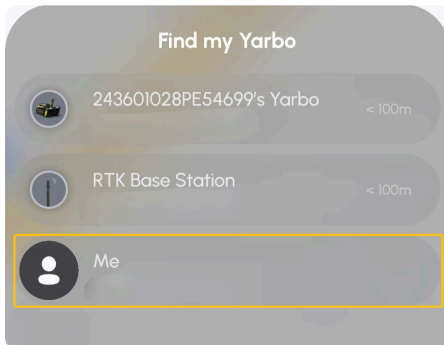 Find my Yarbo
243601028PE54699's Yarbo
< 100m
RTK Base Station
< 100m
Me